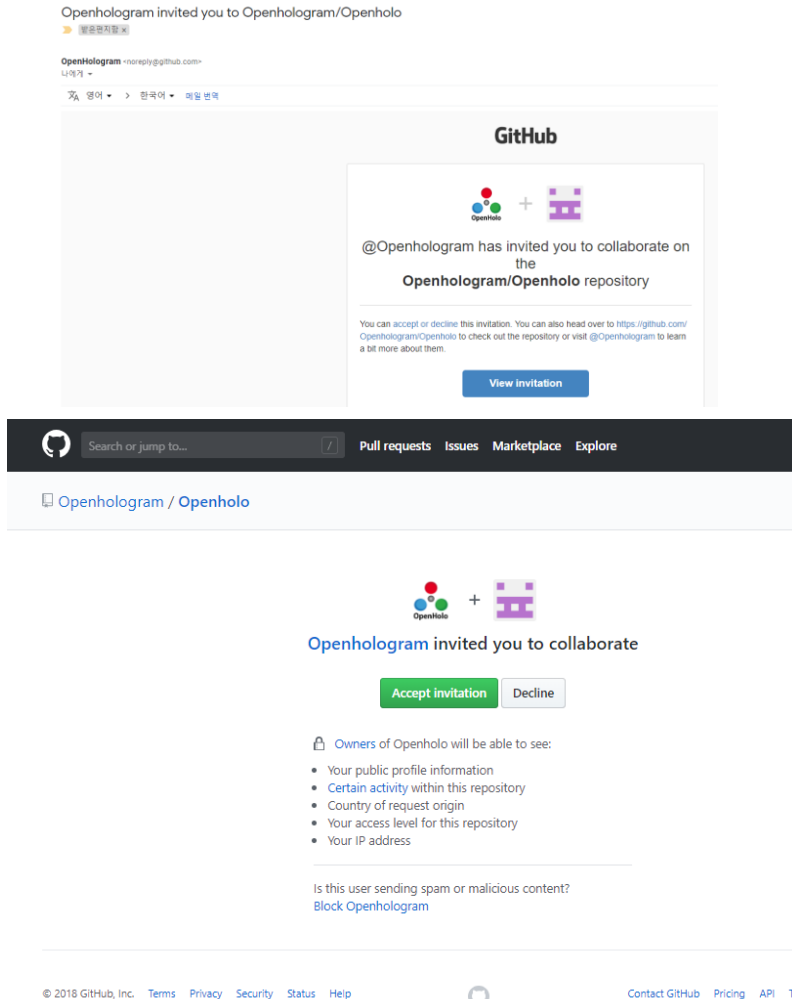 Openhologram invited you to Openhologram/Openholo
받은편지함 ×
OpenHologram <noreply@github.com>
나에게
영어 > 한국어 메일 번역
GitHub
OpenHolo +
@Openhologram has invited you to collaborate on
the
Openhologram/Openholo repository
You can accept or decline this invitation. You can also head over to https://github.com/
Openhologram/Openholo to check out the repository or visit @Openhologram to learn
a bit more about them.
View invitation
Search or jump to... / Pull requests Issues Marketplace Explore
Openhologram / Openholo
OpenHolo +
Openhologram invited you to collaborate
Accept invitation Decline
Owners of Openholo will be able to see:
• Your public profile information
• Certain activity within this repository
• Country of request origin
• Your access level for this repository
• Your IP address
Is this user sending spam or malicious content?
Block Openhologram
© 2018 GitHub, Inc. Terms Privacy Security Status Help Contact GitHub Pricing API